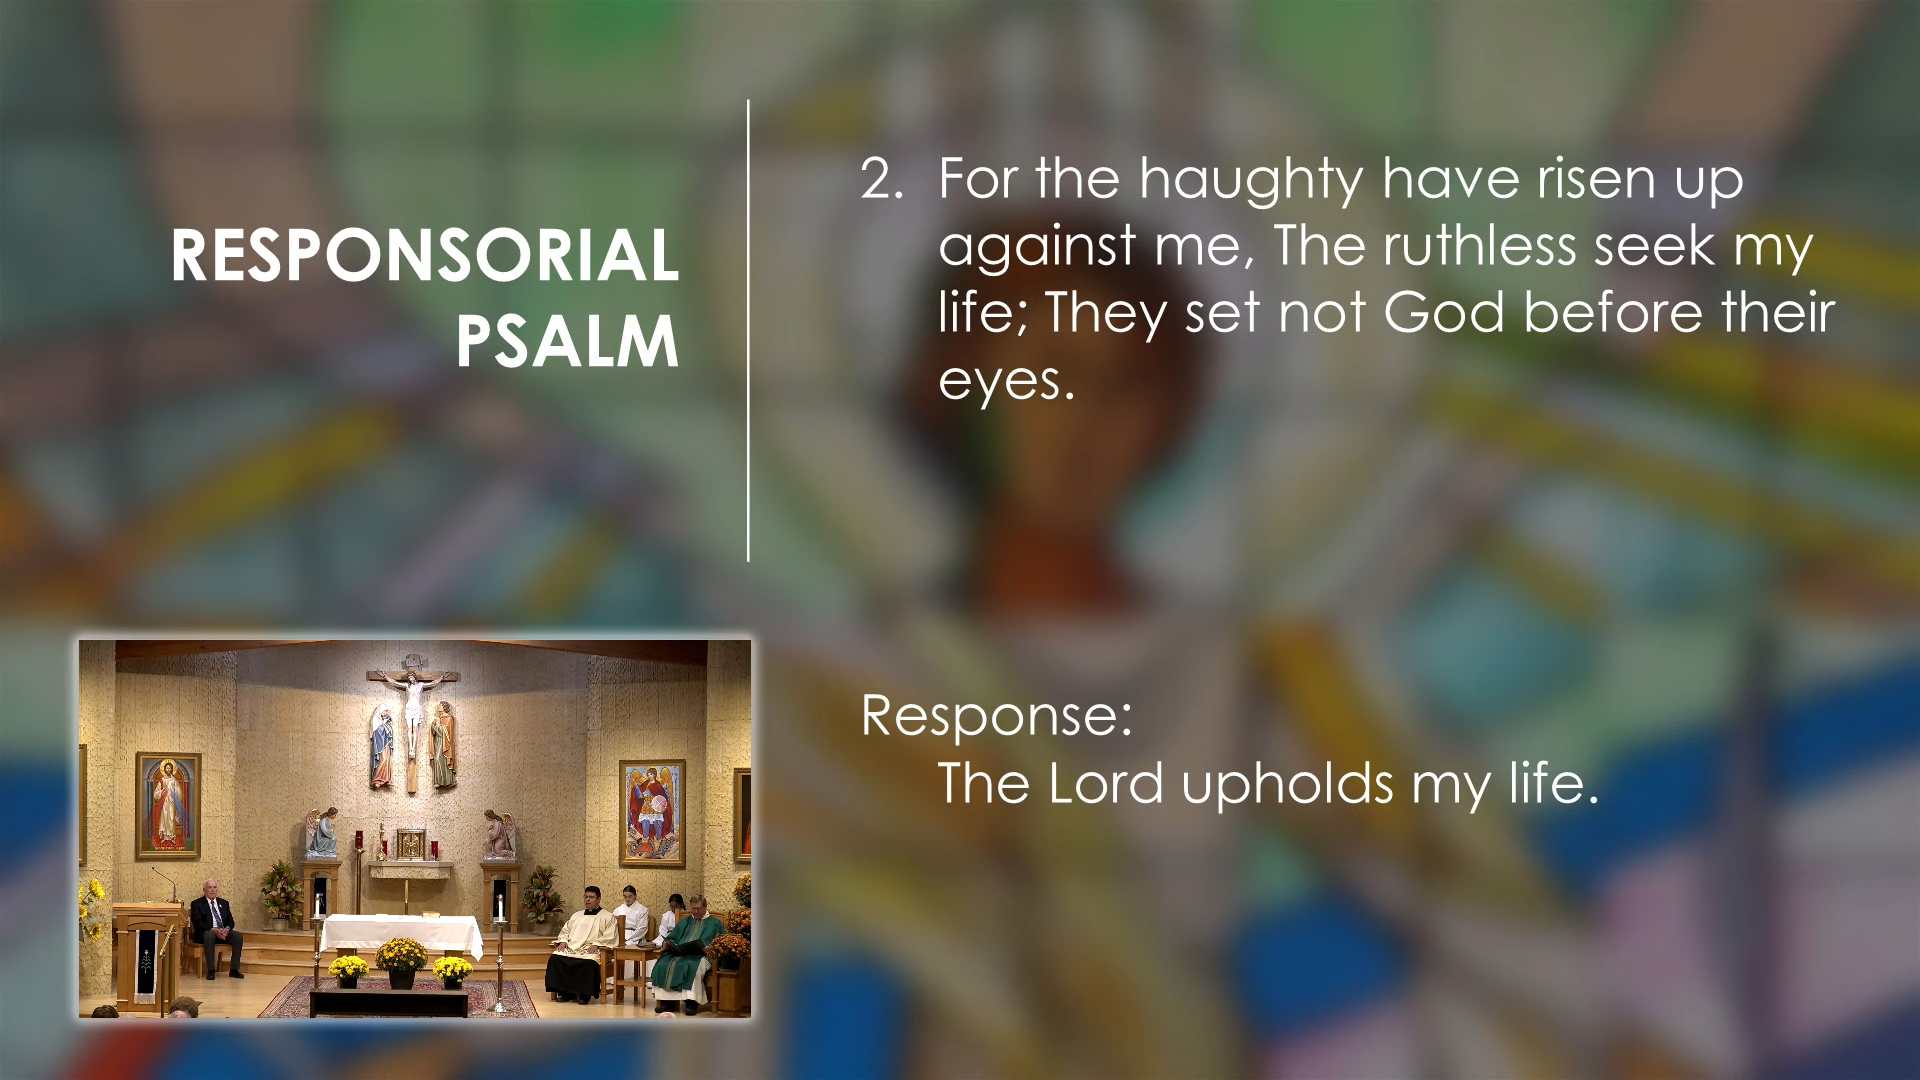 RESPONSORIAL
PSALM
2. For the haughty have risen up
against me, The ruthless seek my
life; They set not God before their
eyes.
Response:
The Lord upholds my life.